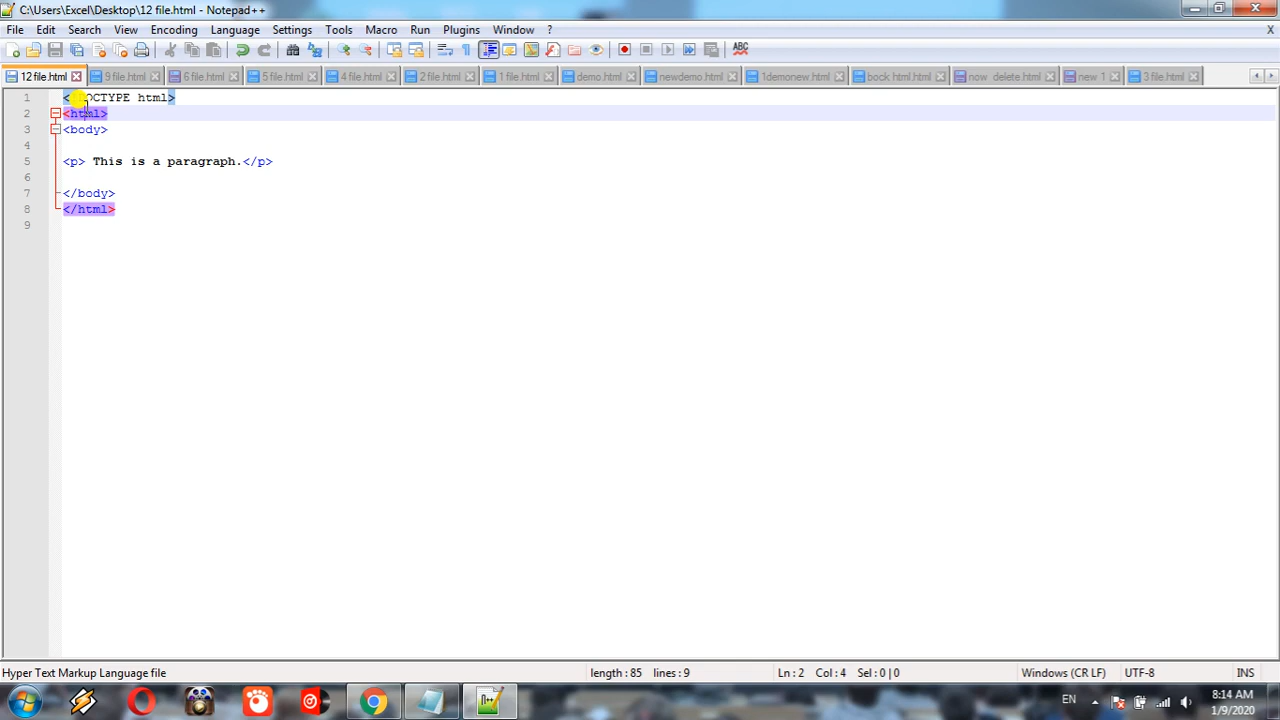 C:\Users\Excel\Desktop\12 file.html - Notepad++
File Edit Search View Encoding Language Settings Tools Macro Run Plugins Window ? X
12 file.html 9 file.html 6 file.html 5 file.html 4 file.html 2 file.html 1 file.html demo.html newdemo.html 1demonew.html bock html.html now delete.html new 1 3 file.html
1 <!DOCTYPE html>
2 <html>
3 <body>
4
5 <p> This is a paragraph.</p>
6
7 </body>
8 </html>
9
Hyper Text Markup Language file length : 85 lines : 9 Ln : 2 Col : 4 Sel : 0 | 0 Windows (CR LF) UTF-8 INS
EN 8:14 AM
1/9/2020